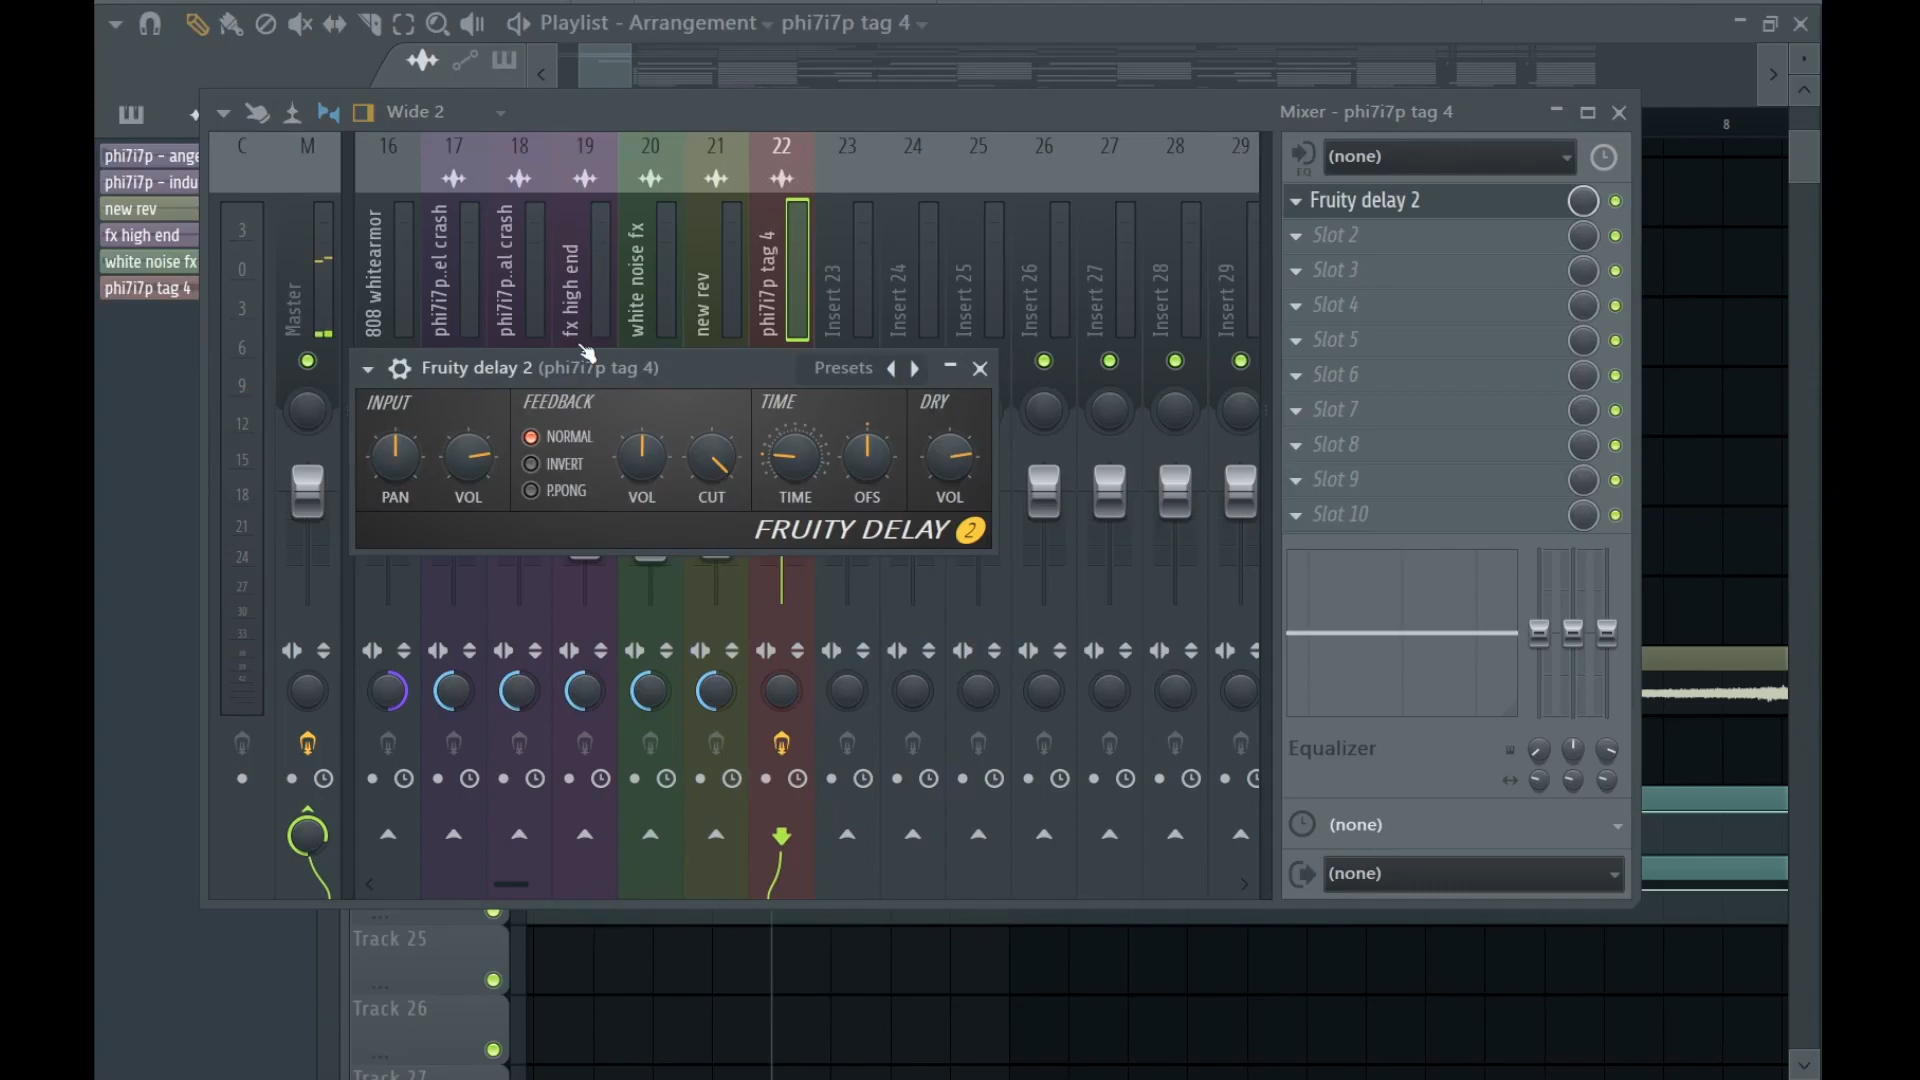 Playlist - Arrangement phi7i7p tag 4
Wide 2
Mixer - phi7i7p tag 4
8
phi7i7p - ange
phi7i7p - indu
new rev
fx high end
white noise fx
phi7i7p tag 4
C M 16 17 18 19 20 21 22 23 24 25 26 27 28 29
3
0
3
6
9
12
15
18
21
24
27
30
33
Master
808 whitearmor
phi7i7p..el crash
phi7i7p..al crash
fx high end
white noise fx
new rev
phi7i7p tag 4
Insert 23
Insert 24
Insert 25
Insert 26
Insert 27
Insert 28
Insert 29
Fruity delay 2 (phi7i7p tag 4) Presets
INPUT FEEDBACK TIME DRY
NORMAL
INVERT
P.PONG
PAN VOL VOL CUT TIME OFS VOL
FRUITY DELAY 2
EQ
(none)
Fruity delay 2
Slot 2
Slot 3
Slot 4
Slot 5
Slot 6
Slot 7
Slot 8
Slot 9
Slot 10
Equalizer
(none)
(none)
...
Track 25
...
Track 26
...
Track 27